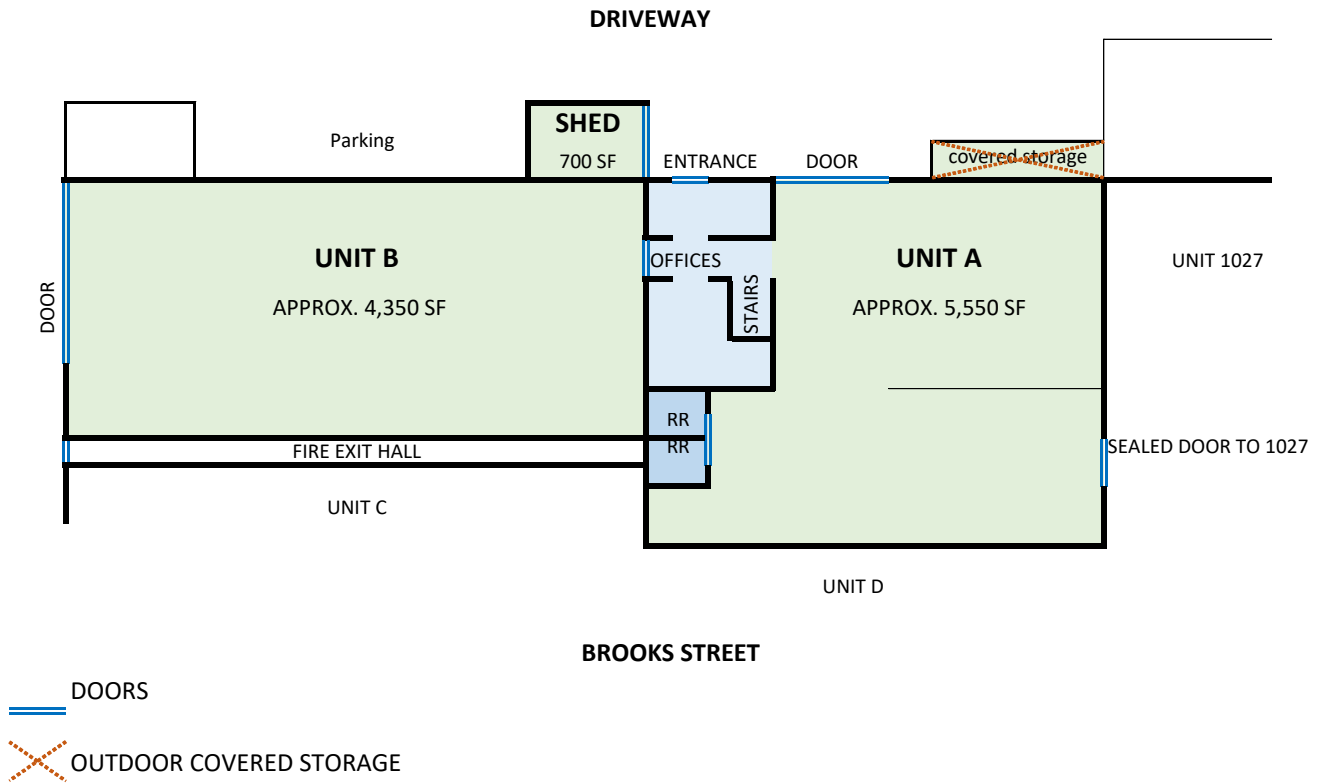 DRIVEWAY
Parking
SHED
700 SF
ENTRANCE
DOOR
covered storage
UNIT B
APPROX. 4,350 SF
DOOR
OFFICES
STAIRS
UNIT A
APPROX. 5,550 SF
UNIT 1027
RR
RR
FIRE EXIT HALL
SEALED DOOR TO 1027
UNIT C
UNIT D
BROOKS STREET
DOORS
OUTDOOR COVERED STORAGE